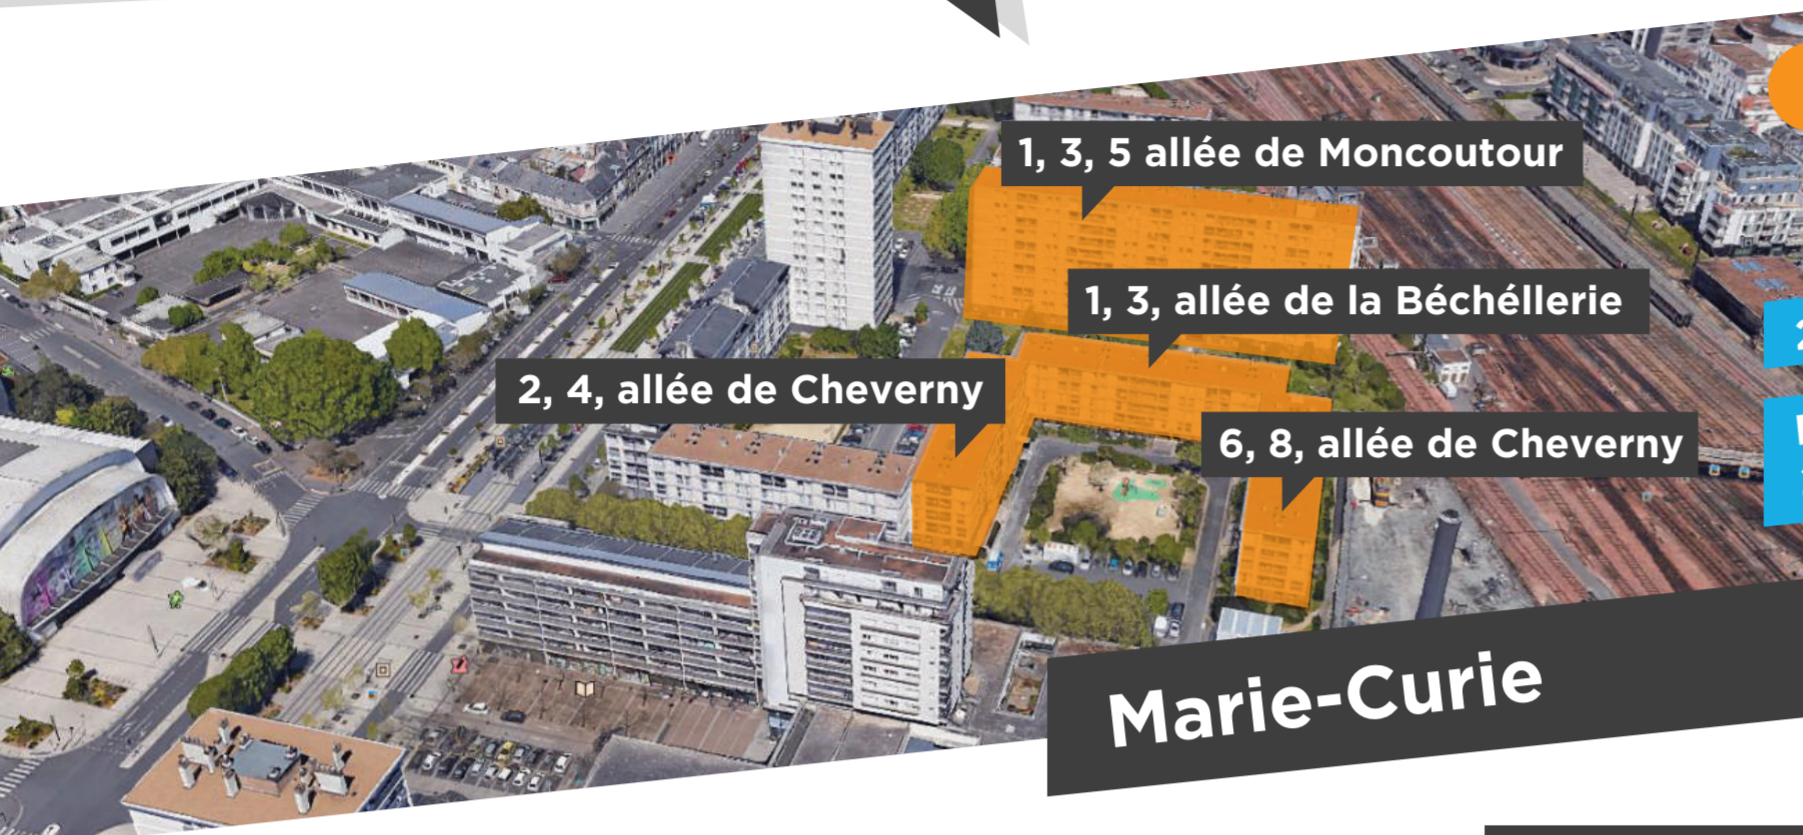 1, 3, 5 allée de Moncoutour
1, 3, allée de la Béchéllerie
2, 4, allée de Cheverny
6, 8, allée de Cheverny
Marie-Curie